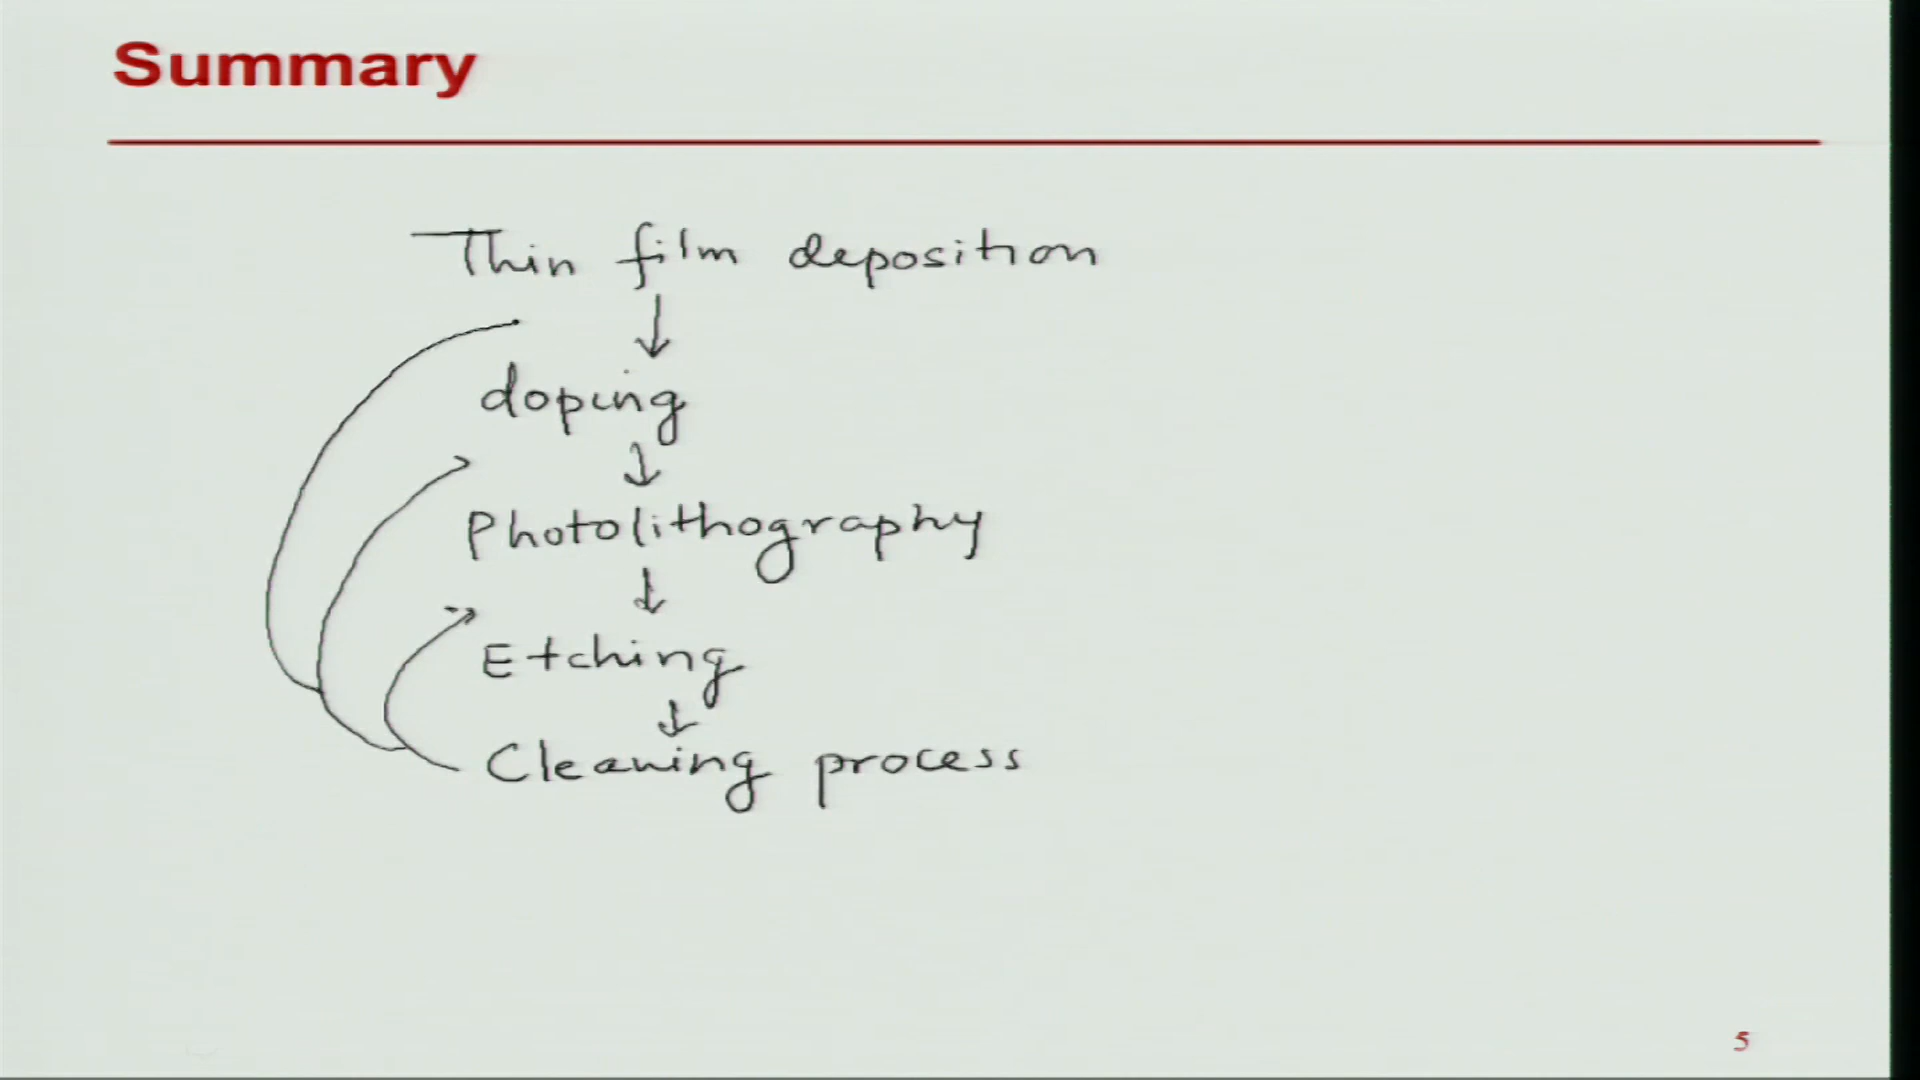 Summary
Thin film deposition
↓
doping
↓
Photolithography
↓
Etching
↓
Cleaning process
5